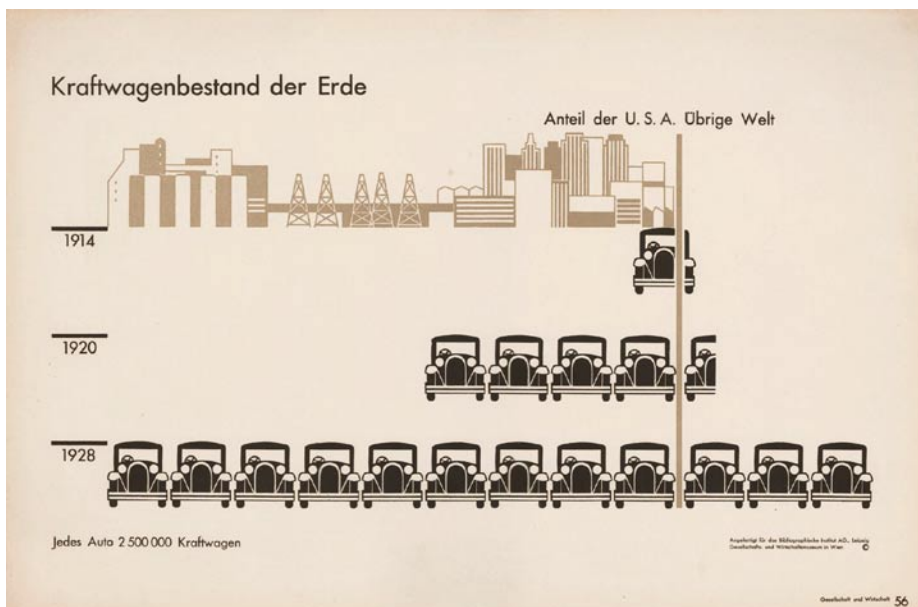 Kraftwagenbestand der Erde
Anteil der U. S. A. Übrige Welt
1914
1920
1928
Jedes Auto 2 500 000 Kraftwagen
Angefertigt für das Bibliographische Institut AG., Leipzig
Gesellschafts- und Wirtschaftsmuseum in Wien ©
Gesellschaft und Wirtschaft 56